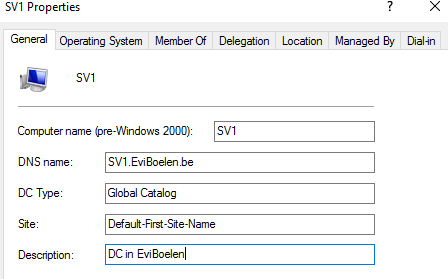 SV1 Properties ? ×
General Operating System Member Of Delegation Location Managed By Dial-in
SV1
Computer name (pre-Windows 2000): SV1
DNS name: SV1.EviBoelen.be
DC Type: Global Catalog
Site: Default-First-Site-Name
Description: DC in EviBoelen